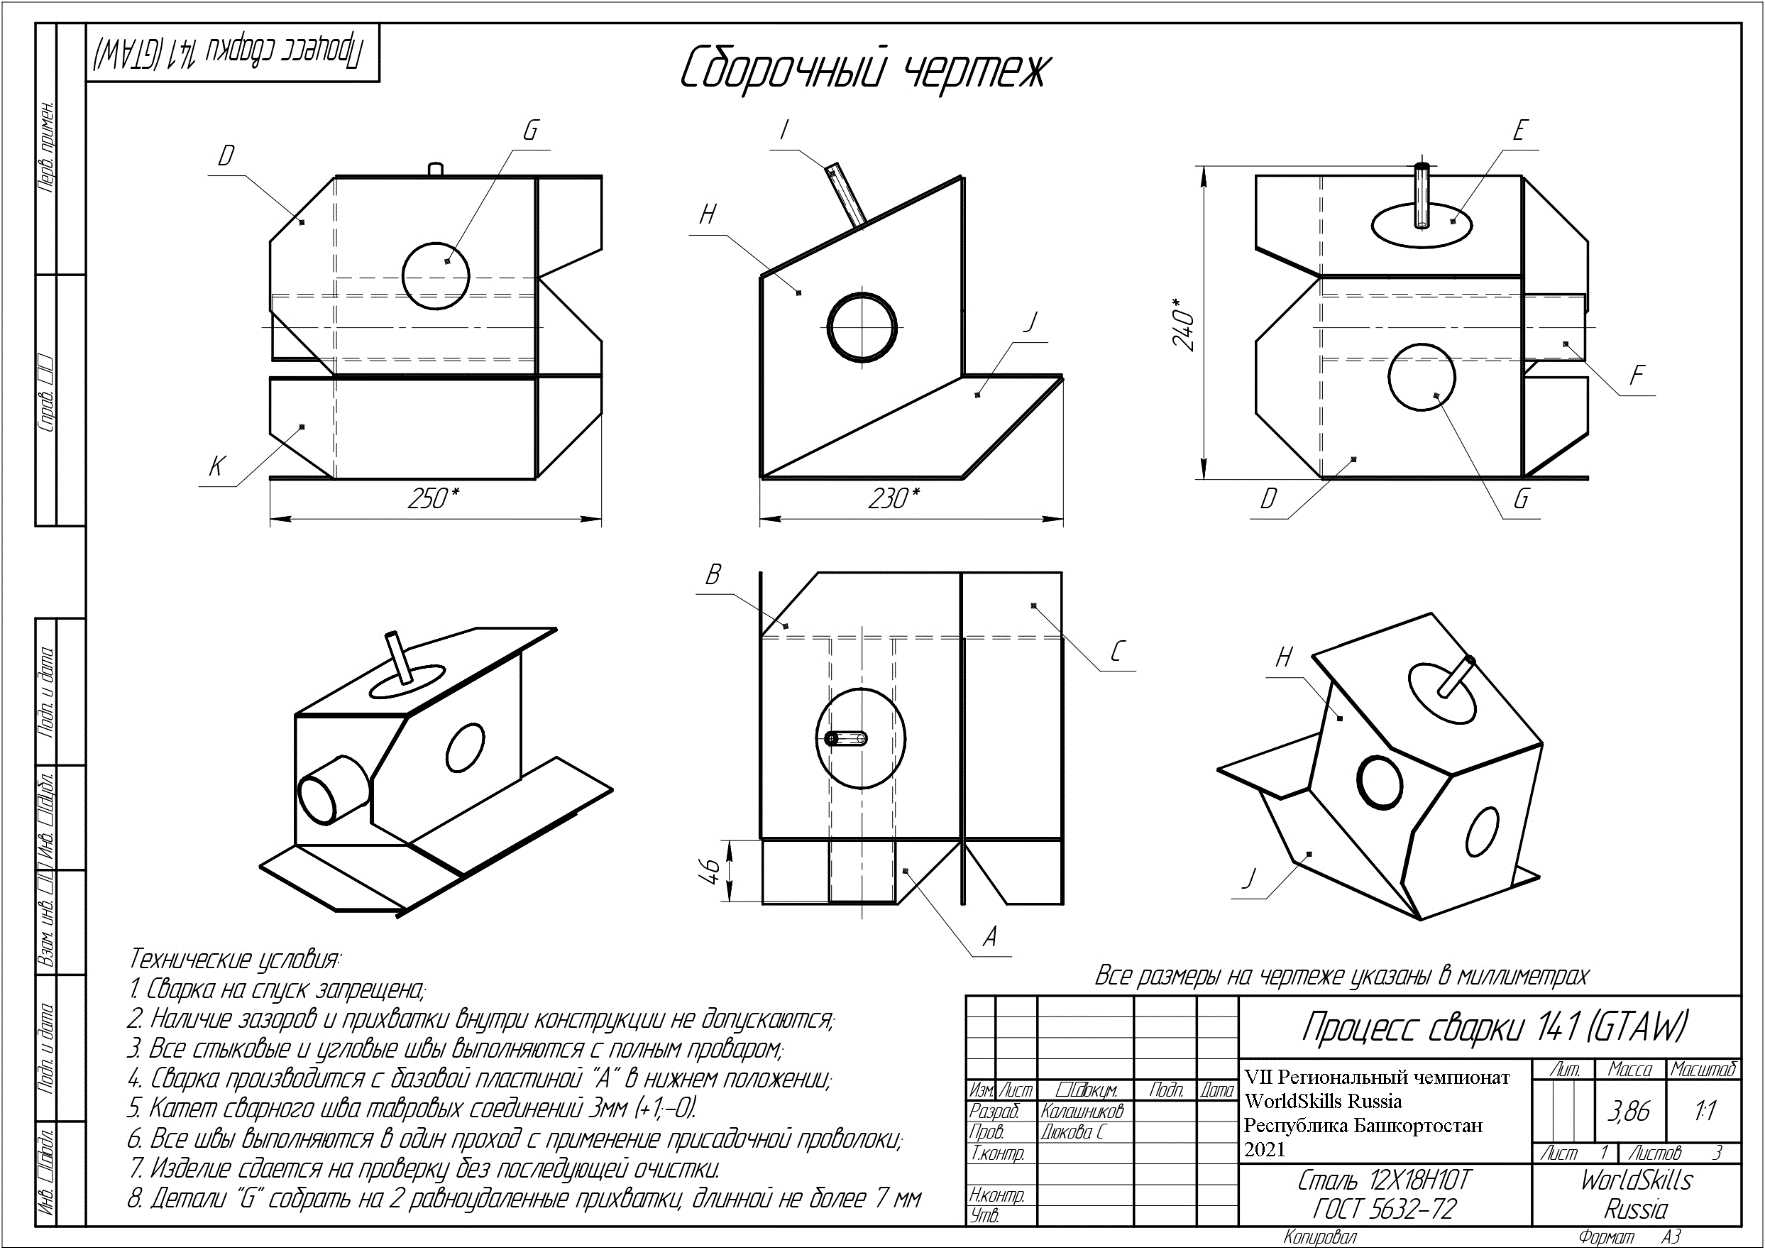 Процесс сварки 141 (GTAW)
Сборочный чертеж
Перв. примен.
Справ. □□
Подп. и дата
Инв. □□дубл.
Взам. инв. □□
Подп. и дата
Инв. □□подл.
D
G
K
250*
I
H
J
230*
E
240*
F
D
G
B
C
46
A
H
J
Технические условия:
1. Сварка на спуск запрещена;
2. Наличие зазоров и прихватки внутри конструкции не допускаются;
3. Все стыковые и угловые швы выполняются с полным проваром;
4. Сварка производится с базовой пластиной "А" в нижнем положении;
5. Катет сварного шва тавровых соединений 3мм (+1;-0).
6. Все швы выполняются в один проход с применение присадочной проволоки;
7. Изделие сдается на проверку без последующей очистки.
8. Детали "G" собрать на 2 равноудаленные прихватки, длинной не более 7 мм
Все размеры на чертеже указаны в миллиметрах
Процесс сварки 141 (GTAW)
Изм. Лист □□докум. Подп. Дата
Разраб. Калашников
Пров. Дюкова С
Т.контр.
Н.контр.
Утв.
VII Региональный чемпионат
WorldSkills Russia
Республика Башкортостан
2021
Лит. Масса Масштаб
3,86 1:1
Лист 1 Листов 3
Сталь 12Х18Н10Т
ГОСТ 5632-72
WorldSkills
Russia
Копировал Формат А3